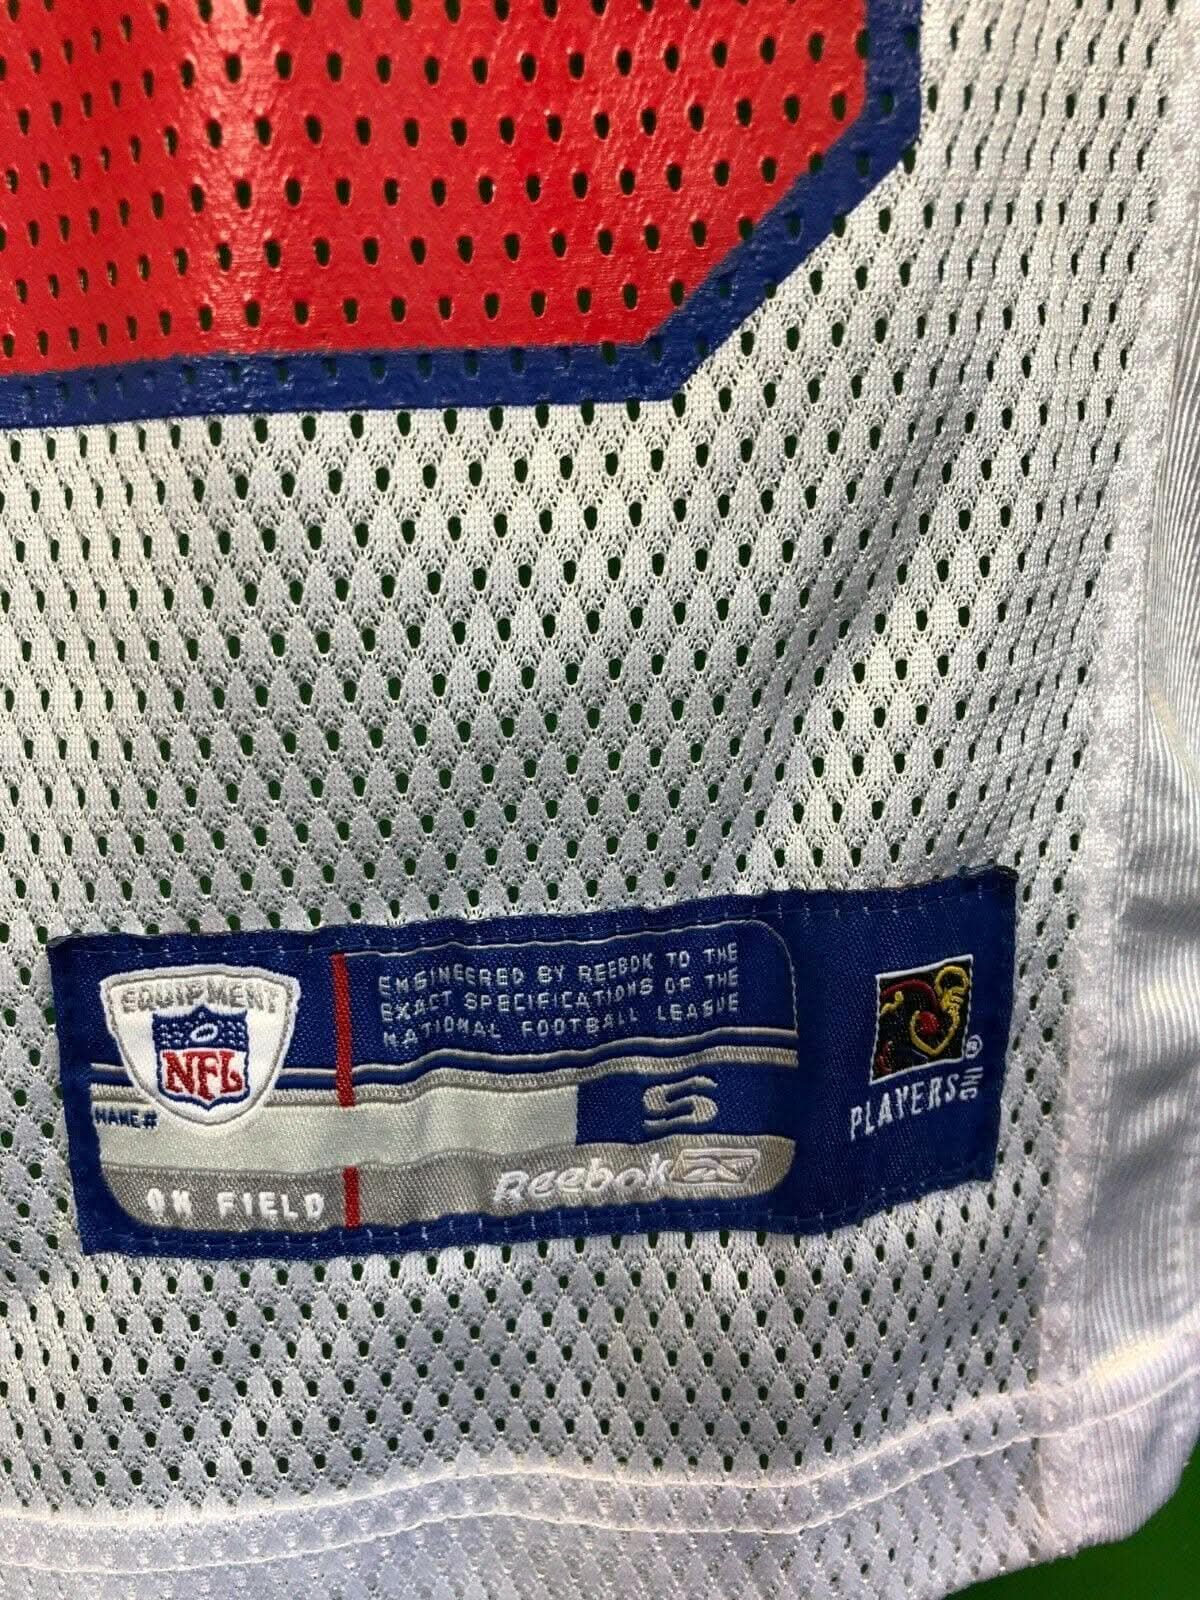 EQUIPMENT
NFL
ENGINEERED BY REEBOK TO THE
EXACT SPECIFICATIONS OF THE
NATIONAL FOOTBALL LEAGUE
NAME#
S
ON FIELD
Reebok
PLAYERS INC
®